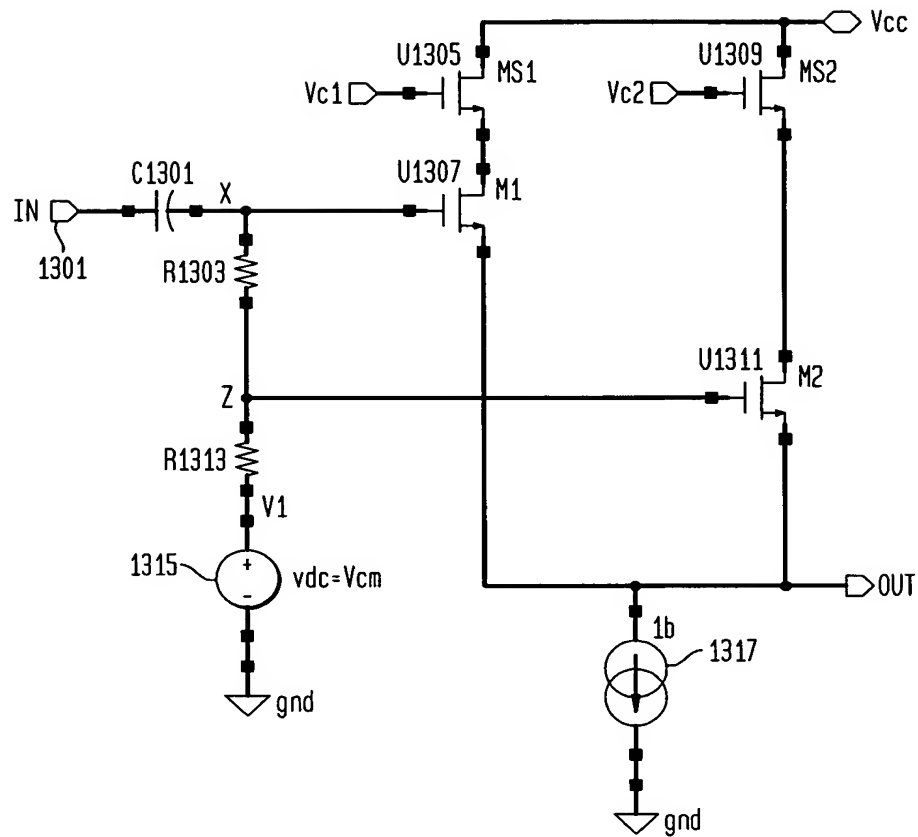 Vcc
U1305
MS1
U1309
MS2
Vc1
Vc2
C1301
X
U1307
M1
IN
1301
R1303
U1311
M2
Z
R1313
V1
1315
+
-
vdc=Vcm
OUT
1b
1317
gnd
gnd